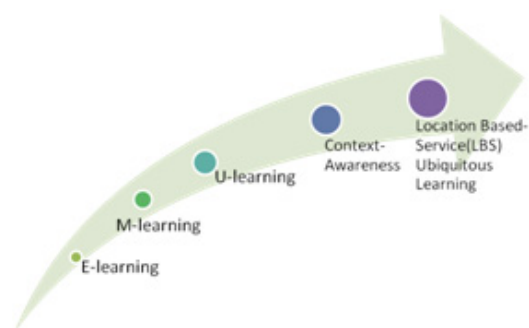 E-learning
M-learning
U-learning
Context-
Awareness
Location Based-
Service(LBS)
Ubiquitous
Learning